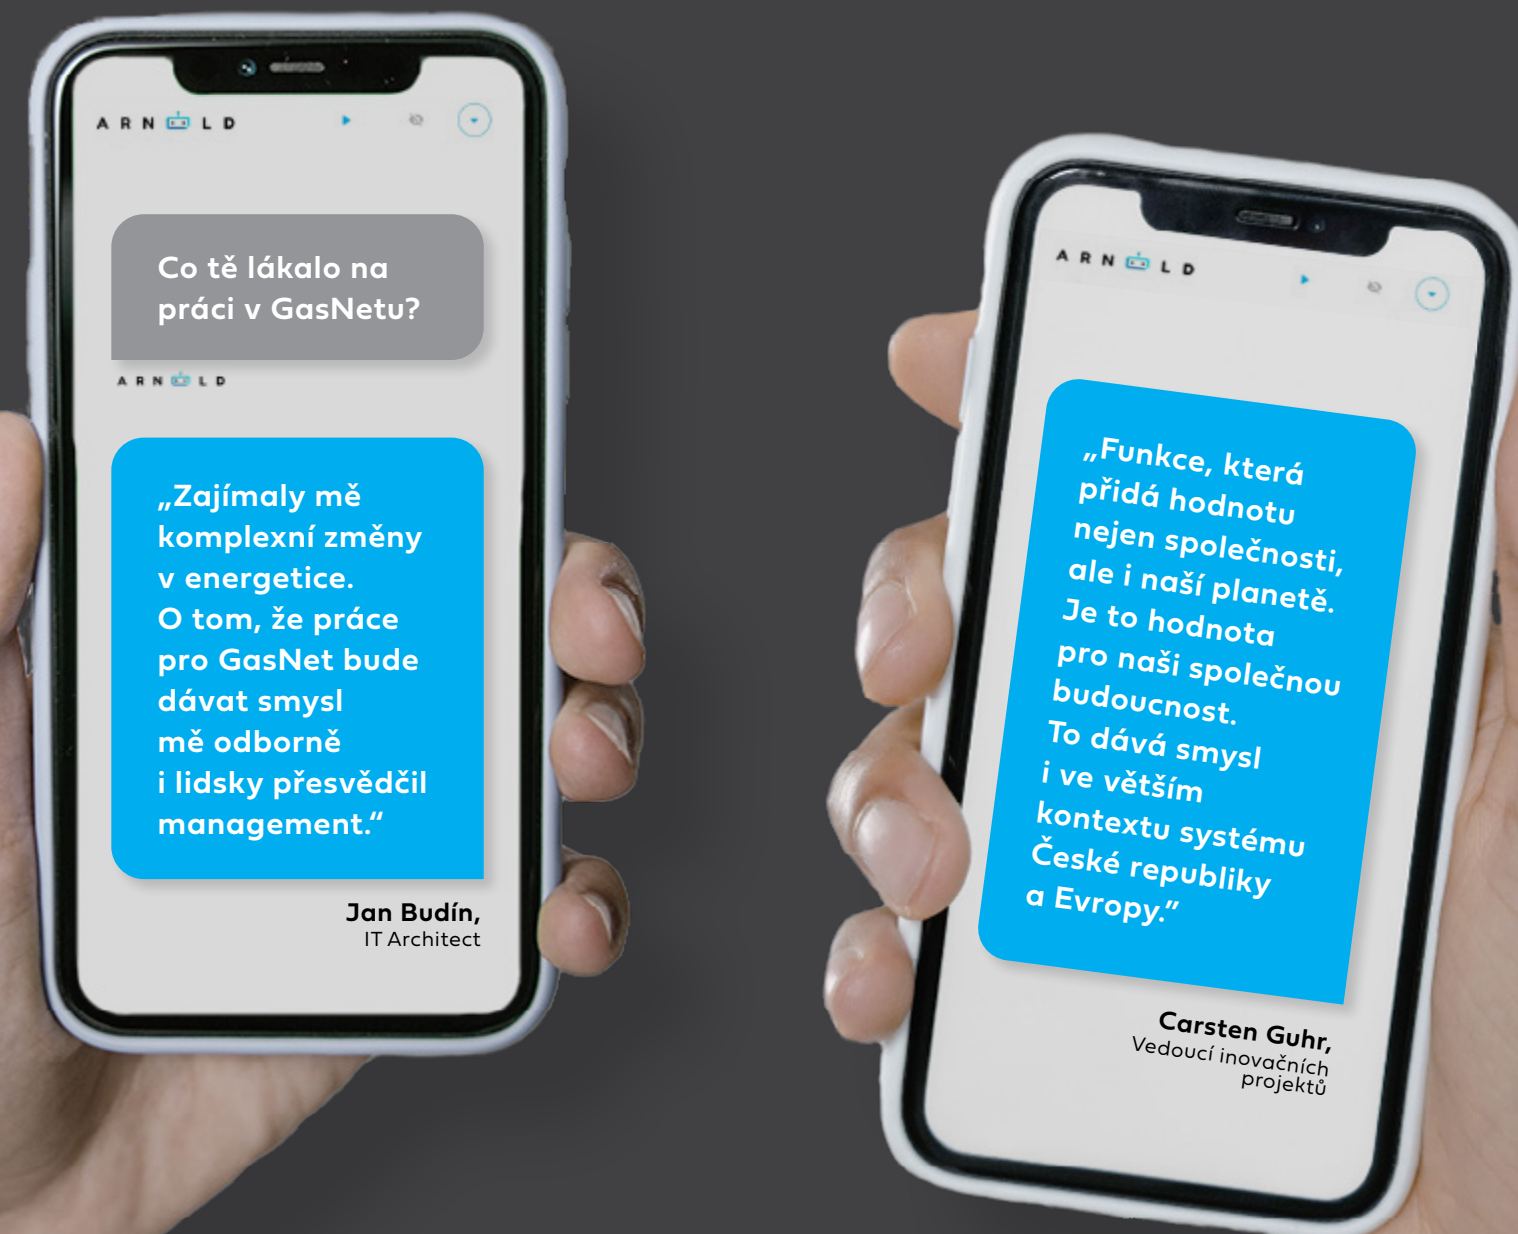 ARNOLD
Co tě lákalo na
práci v GasNetu?
ARNOLD
„Zajímaly mě
komplexní změny
v energetice.
O tom, že práce
pro GasNet bude
dávat smysl
mě odborně
i lidsky přesvědčil
management.“
Jan Budín,
IT Architect
ARNOLD
„Funkce, která
přidá hodnotu
nejen společnosti,
ale i naší planetě.
Je to hodnota
pro naši společnou
budoucnost.
To dává smysl
i ve větším
kontextu systému
České republiky
a Evropy.”
Carsten Guhr,
Vedoucí inovačních
projektů